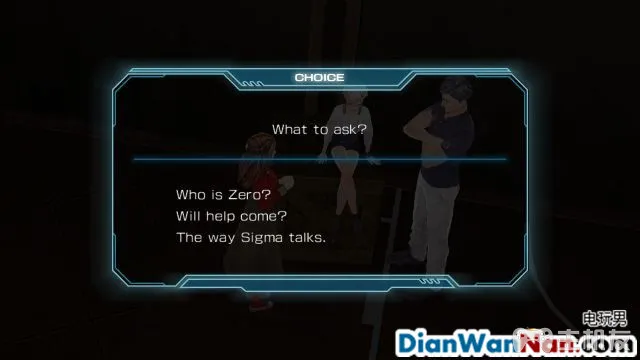 CHOICE
What to ask?
Who is Zero?
Will help come?
The way Sigma talks.
电玩男
DianWanNan.com